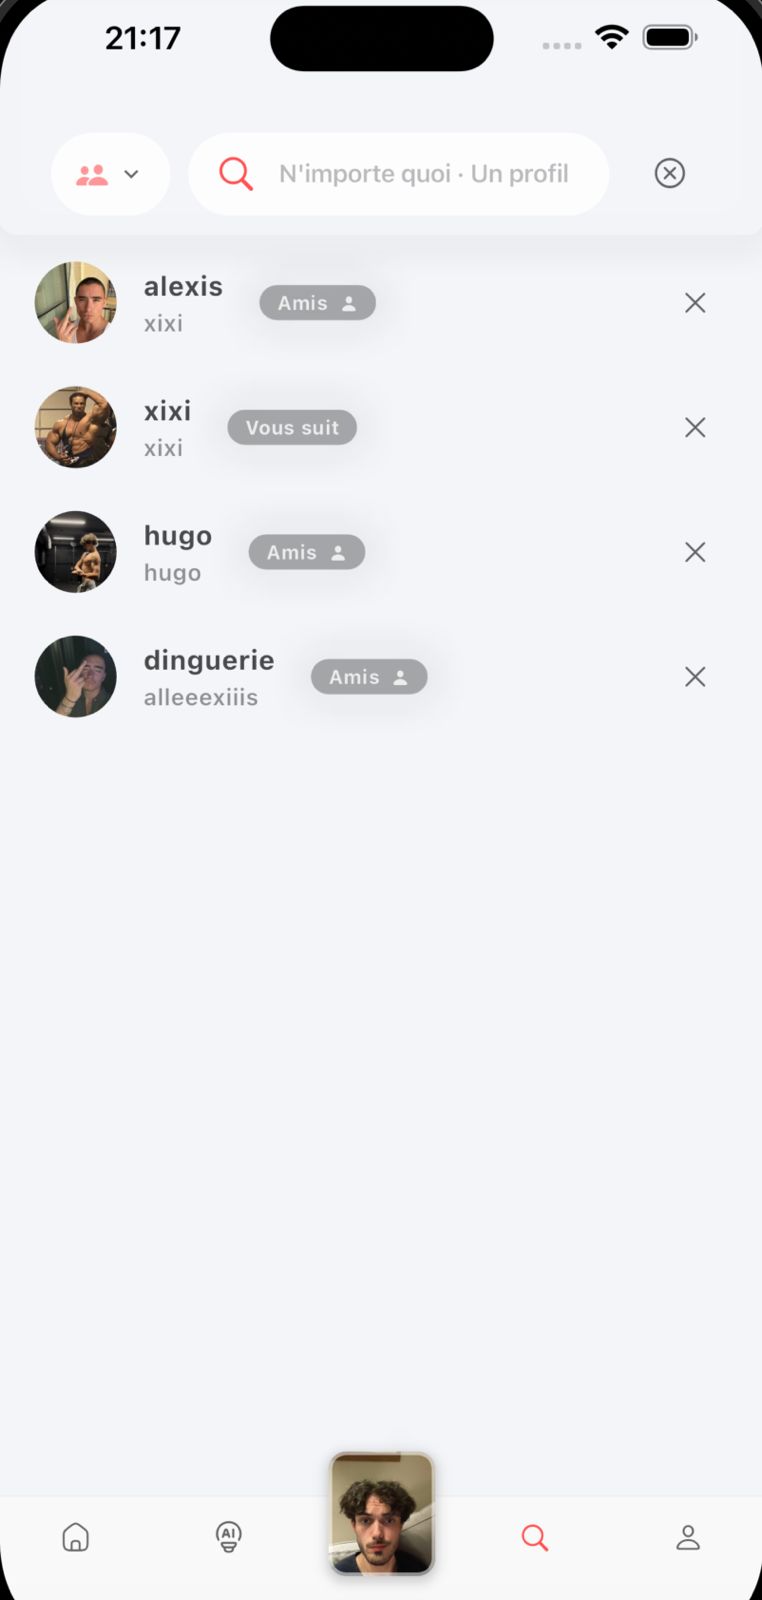 21:17
N'importe quoi · Un profil
alexis
Amis
xixi
xixi
Vous suit
xixi
hugo
Amis
hugo
dinguerie
Amis
alleeexiiis
AI